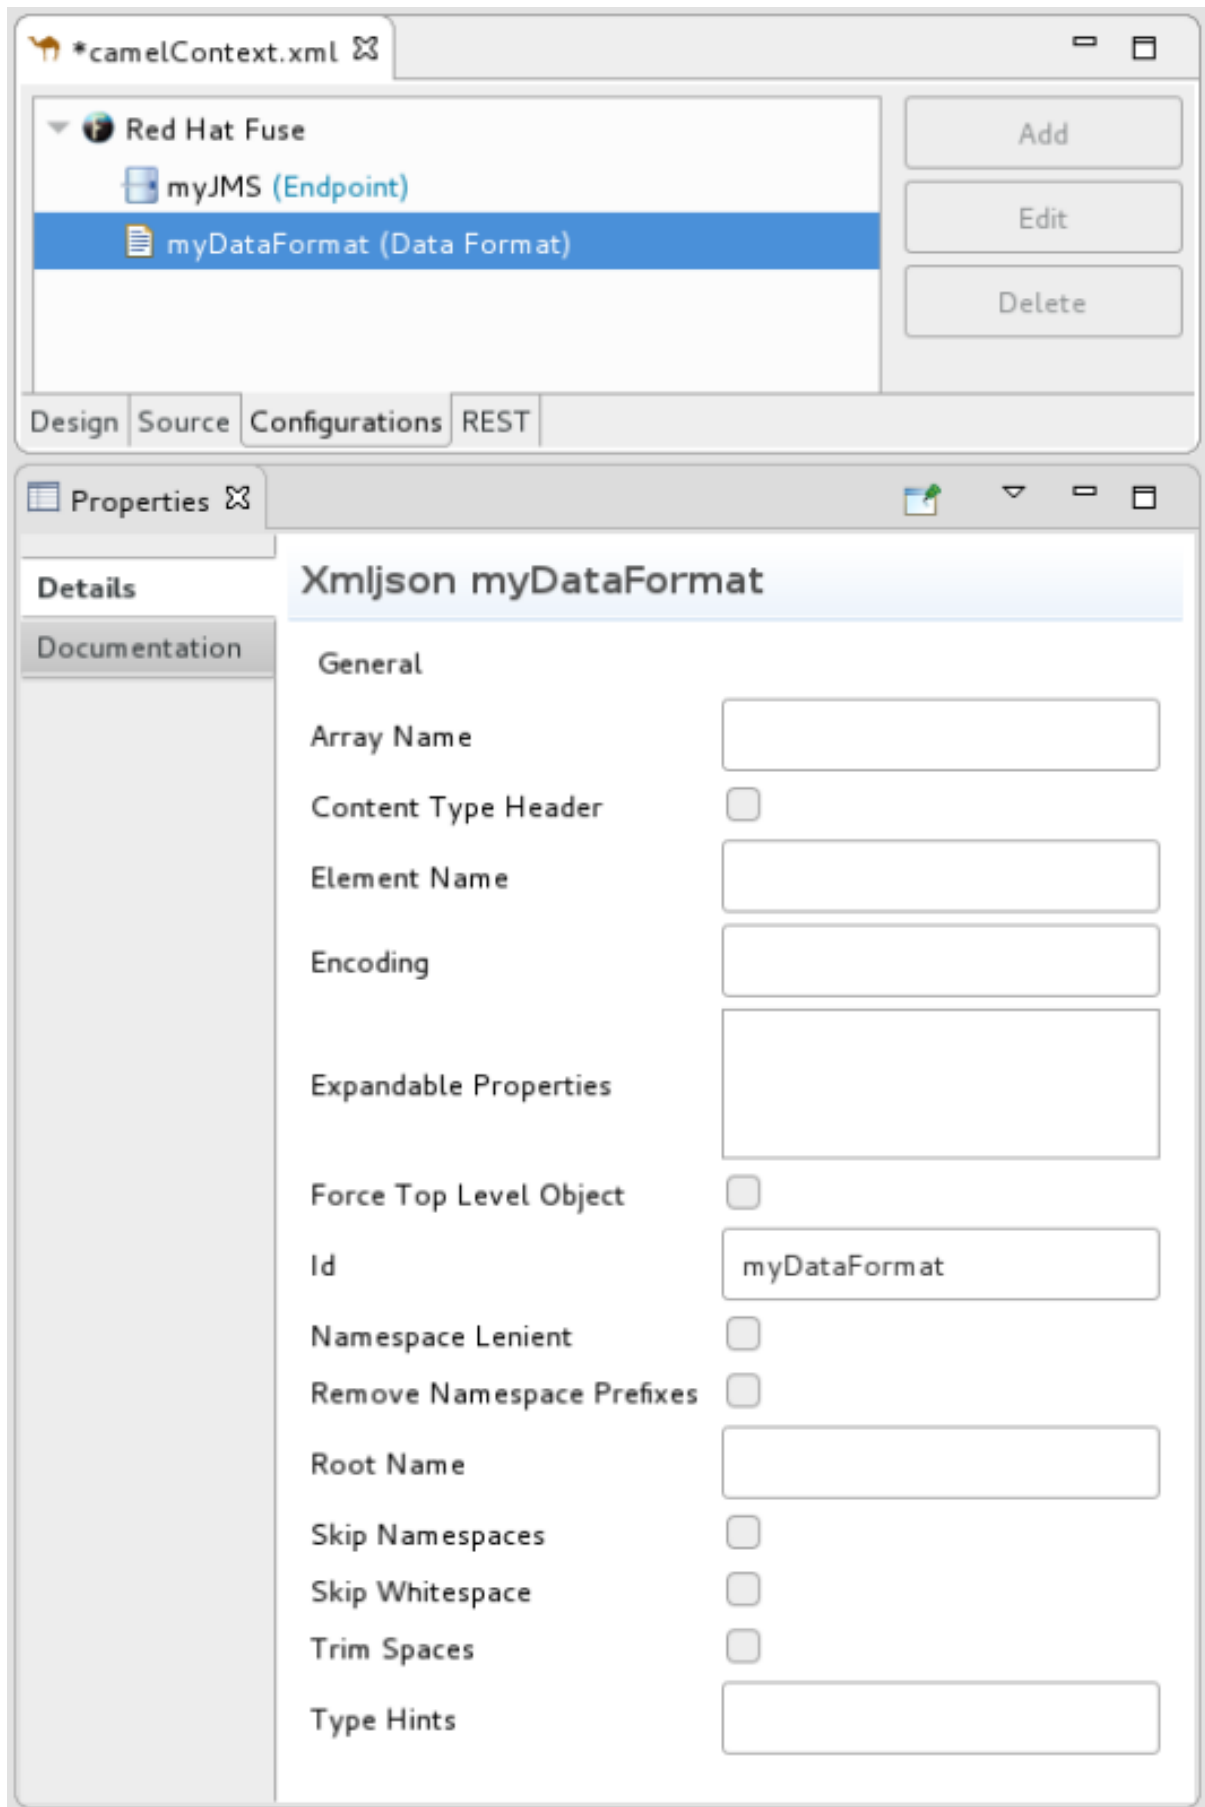 *camelContext.xml
Red Hat Fuse
Add
myJMS (Endpoint)
Edit
myDataFormat (Data Format)
Delete
Design Source Configurations REST
Properties
Details
Xmljson myDataFormat
Documentation
General
Array Name
Content Type Header
Element Name
Encoding
Expandable Properties
Force Top Level Object
Id myDataFormat
Namespace Lenient
Remove Namespace Prefixes
Root Name
Skip Namespaces
Skip Whitespace
Trim Spaces
Type Hints